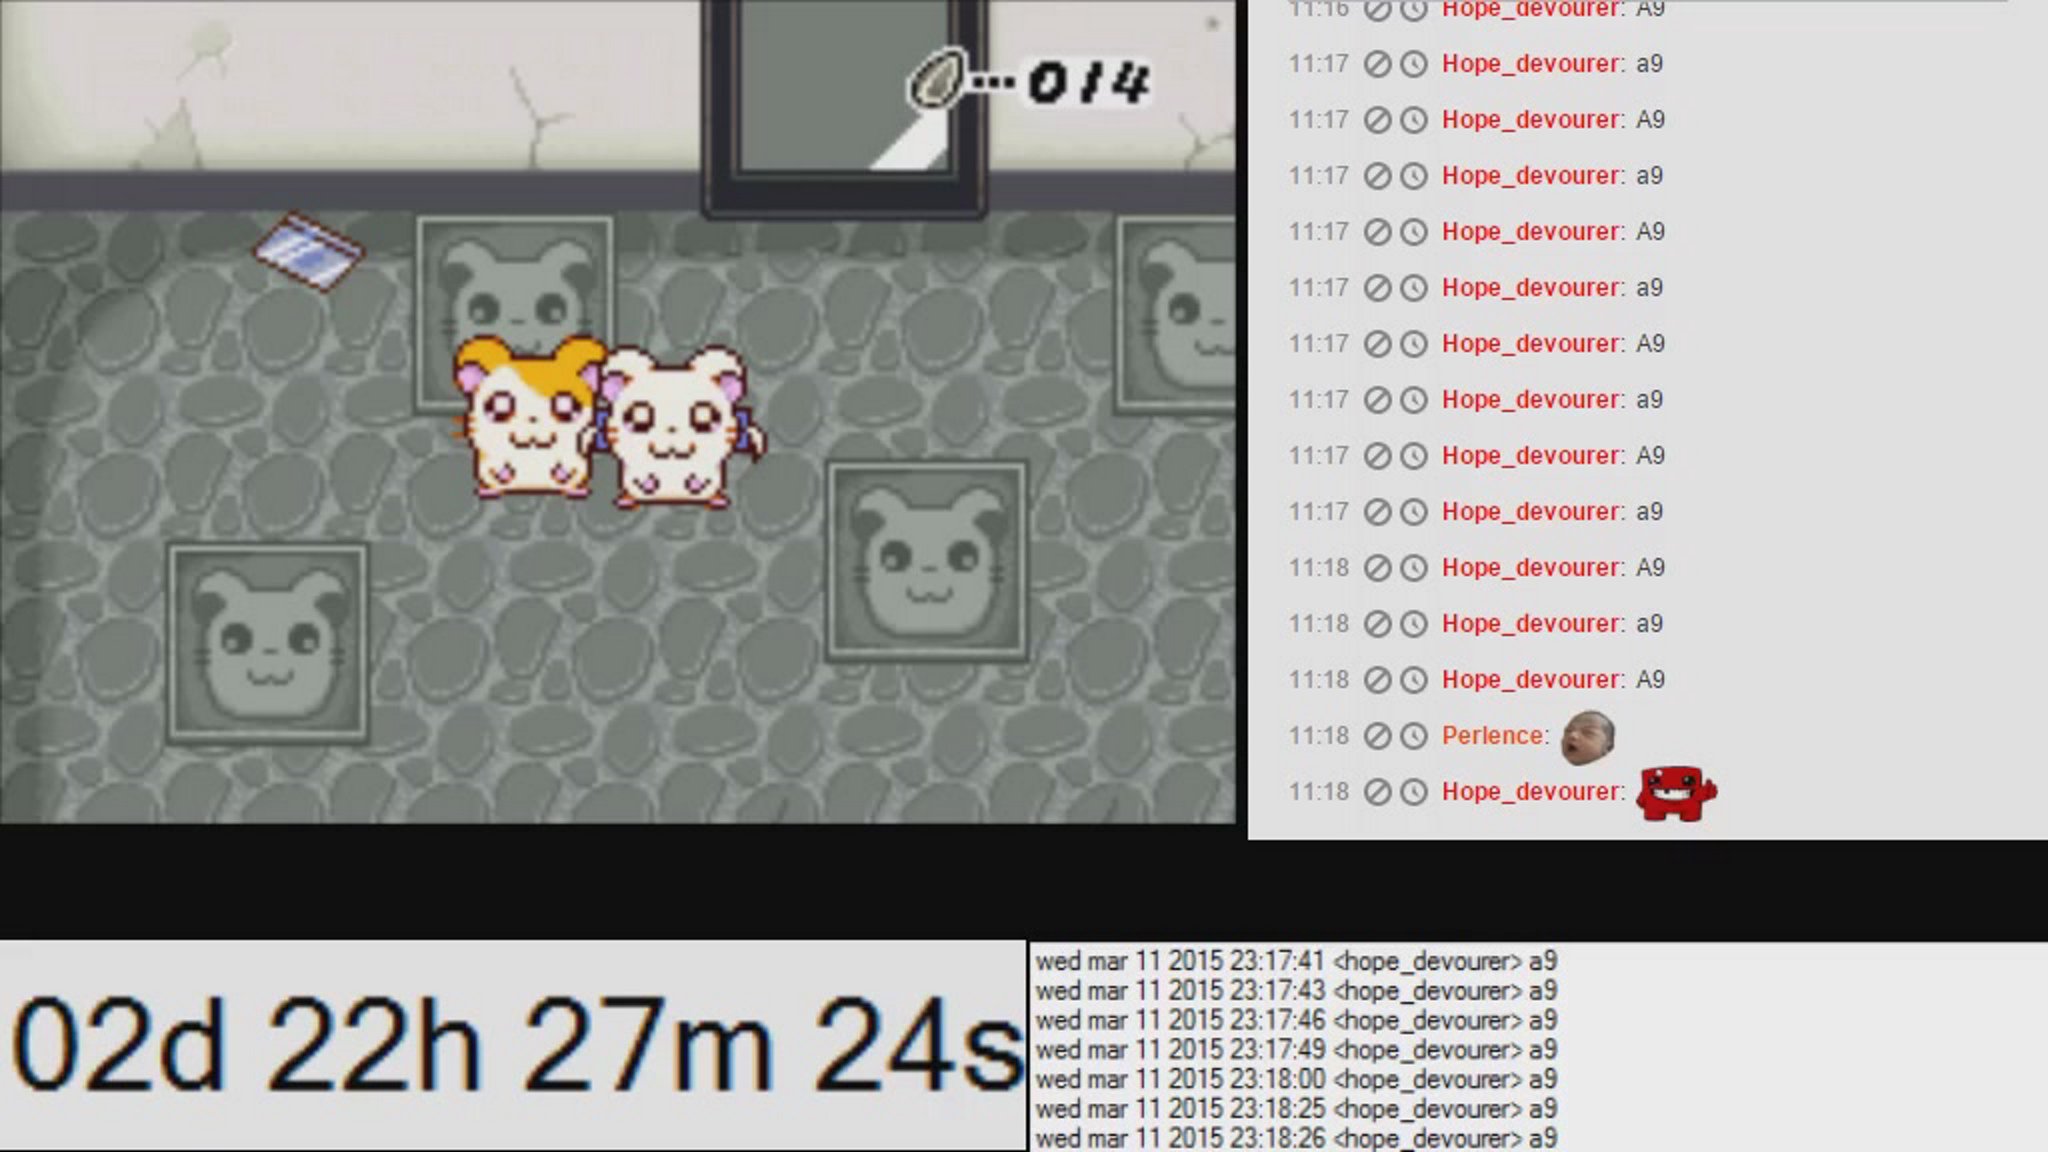 ···014
11:16 Hope_devourer: A9
11:17 Hope_devourer: a9
11:17 Hope_devourer: A9
11:17 Hope_devourer: a9
11:17 Hope_devourer: A9
11:17 Hope_devourer: a9
11:17 Hope_devourer: A9
11:17 Hope_devourer: a9
11:17 Hope_devourer: A9
11:17 Hope_devourer: a9
11:18 Hope_devourer: A9
11:18 Hope_devourer: a9
11:18 Hope_devourer: A9
11:18 Perlence:
11:18 Hope_devourer:
02d 22h 27m 24s
wed mar 11 2015 23:17:41 <hope_devourer> a9
wed mar 11 2015 23:17:43 <hope_devourer> a9
wed mar 11 2015 23:17:46 <hope_devourer> a9
wed mar 11 2015 23:17:49 <hope_devourer> a9
wed mar 11 2015 23:18:00 <hope_devourer> a9
wed mar 11 2015 23:18:25 <hope_devourer> a9
wed mar 11 2015 23:18:26 <hope_devourer> a9